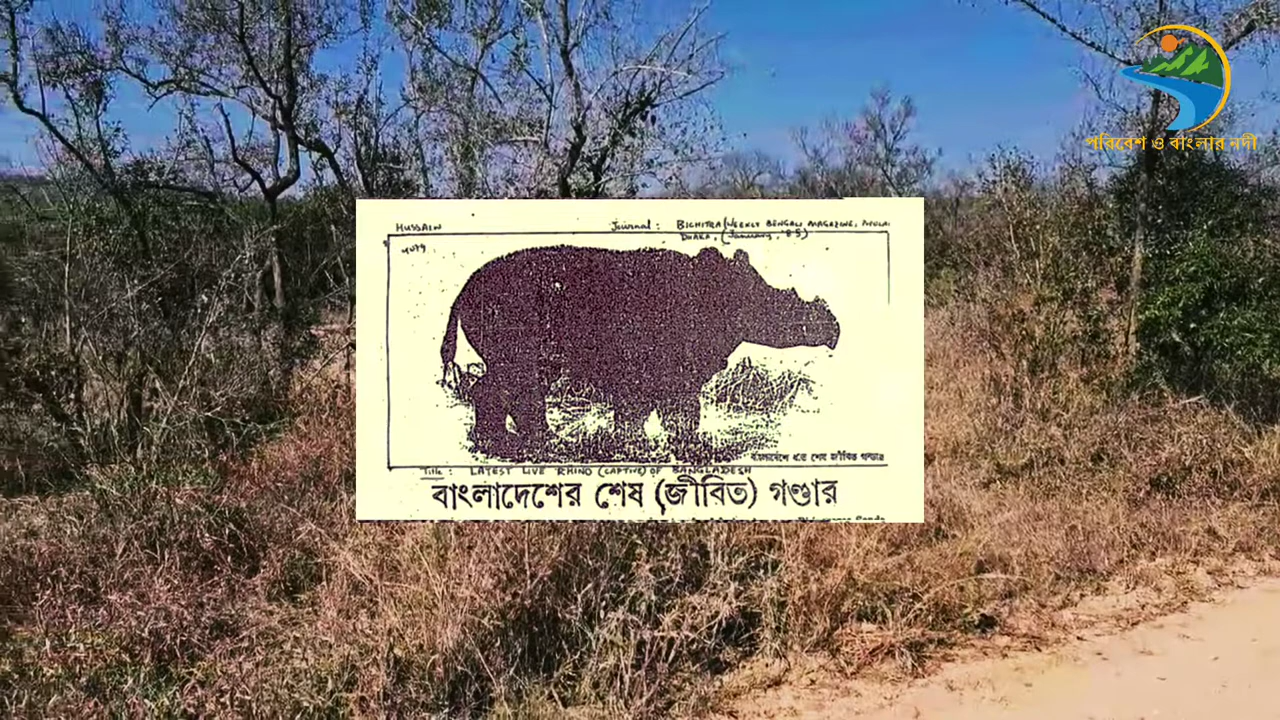 পরিবেশ ও বাংলার নদী
HUSSAIN
Journal : BICHITRA (WEEKLY BENGALI MAGAZINE,
DHAKA, (January, '85)
বাংলাদেশে ধৃত শেষ জীবিত গণ্ডার
Title : LATEST LIVE RHINO (CAPTIVE) OF BANGLADESH
বাংলাদেশের শেষ (জীবিত) গণ্ডার